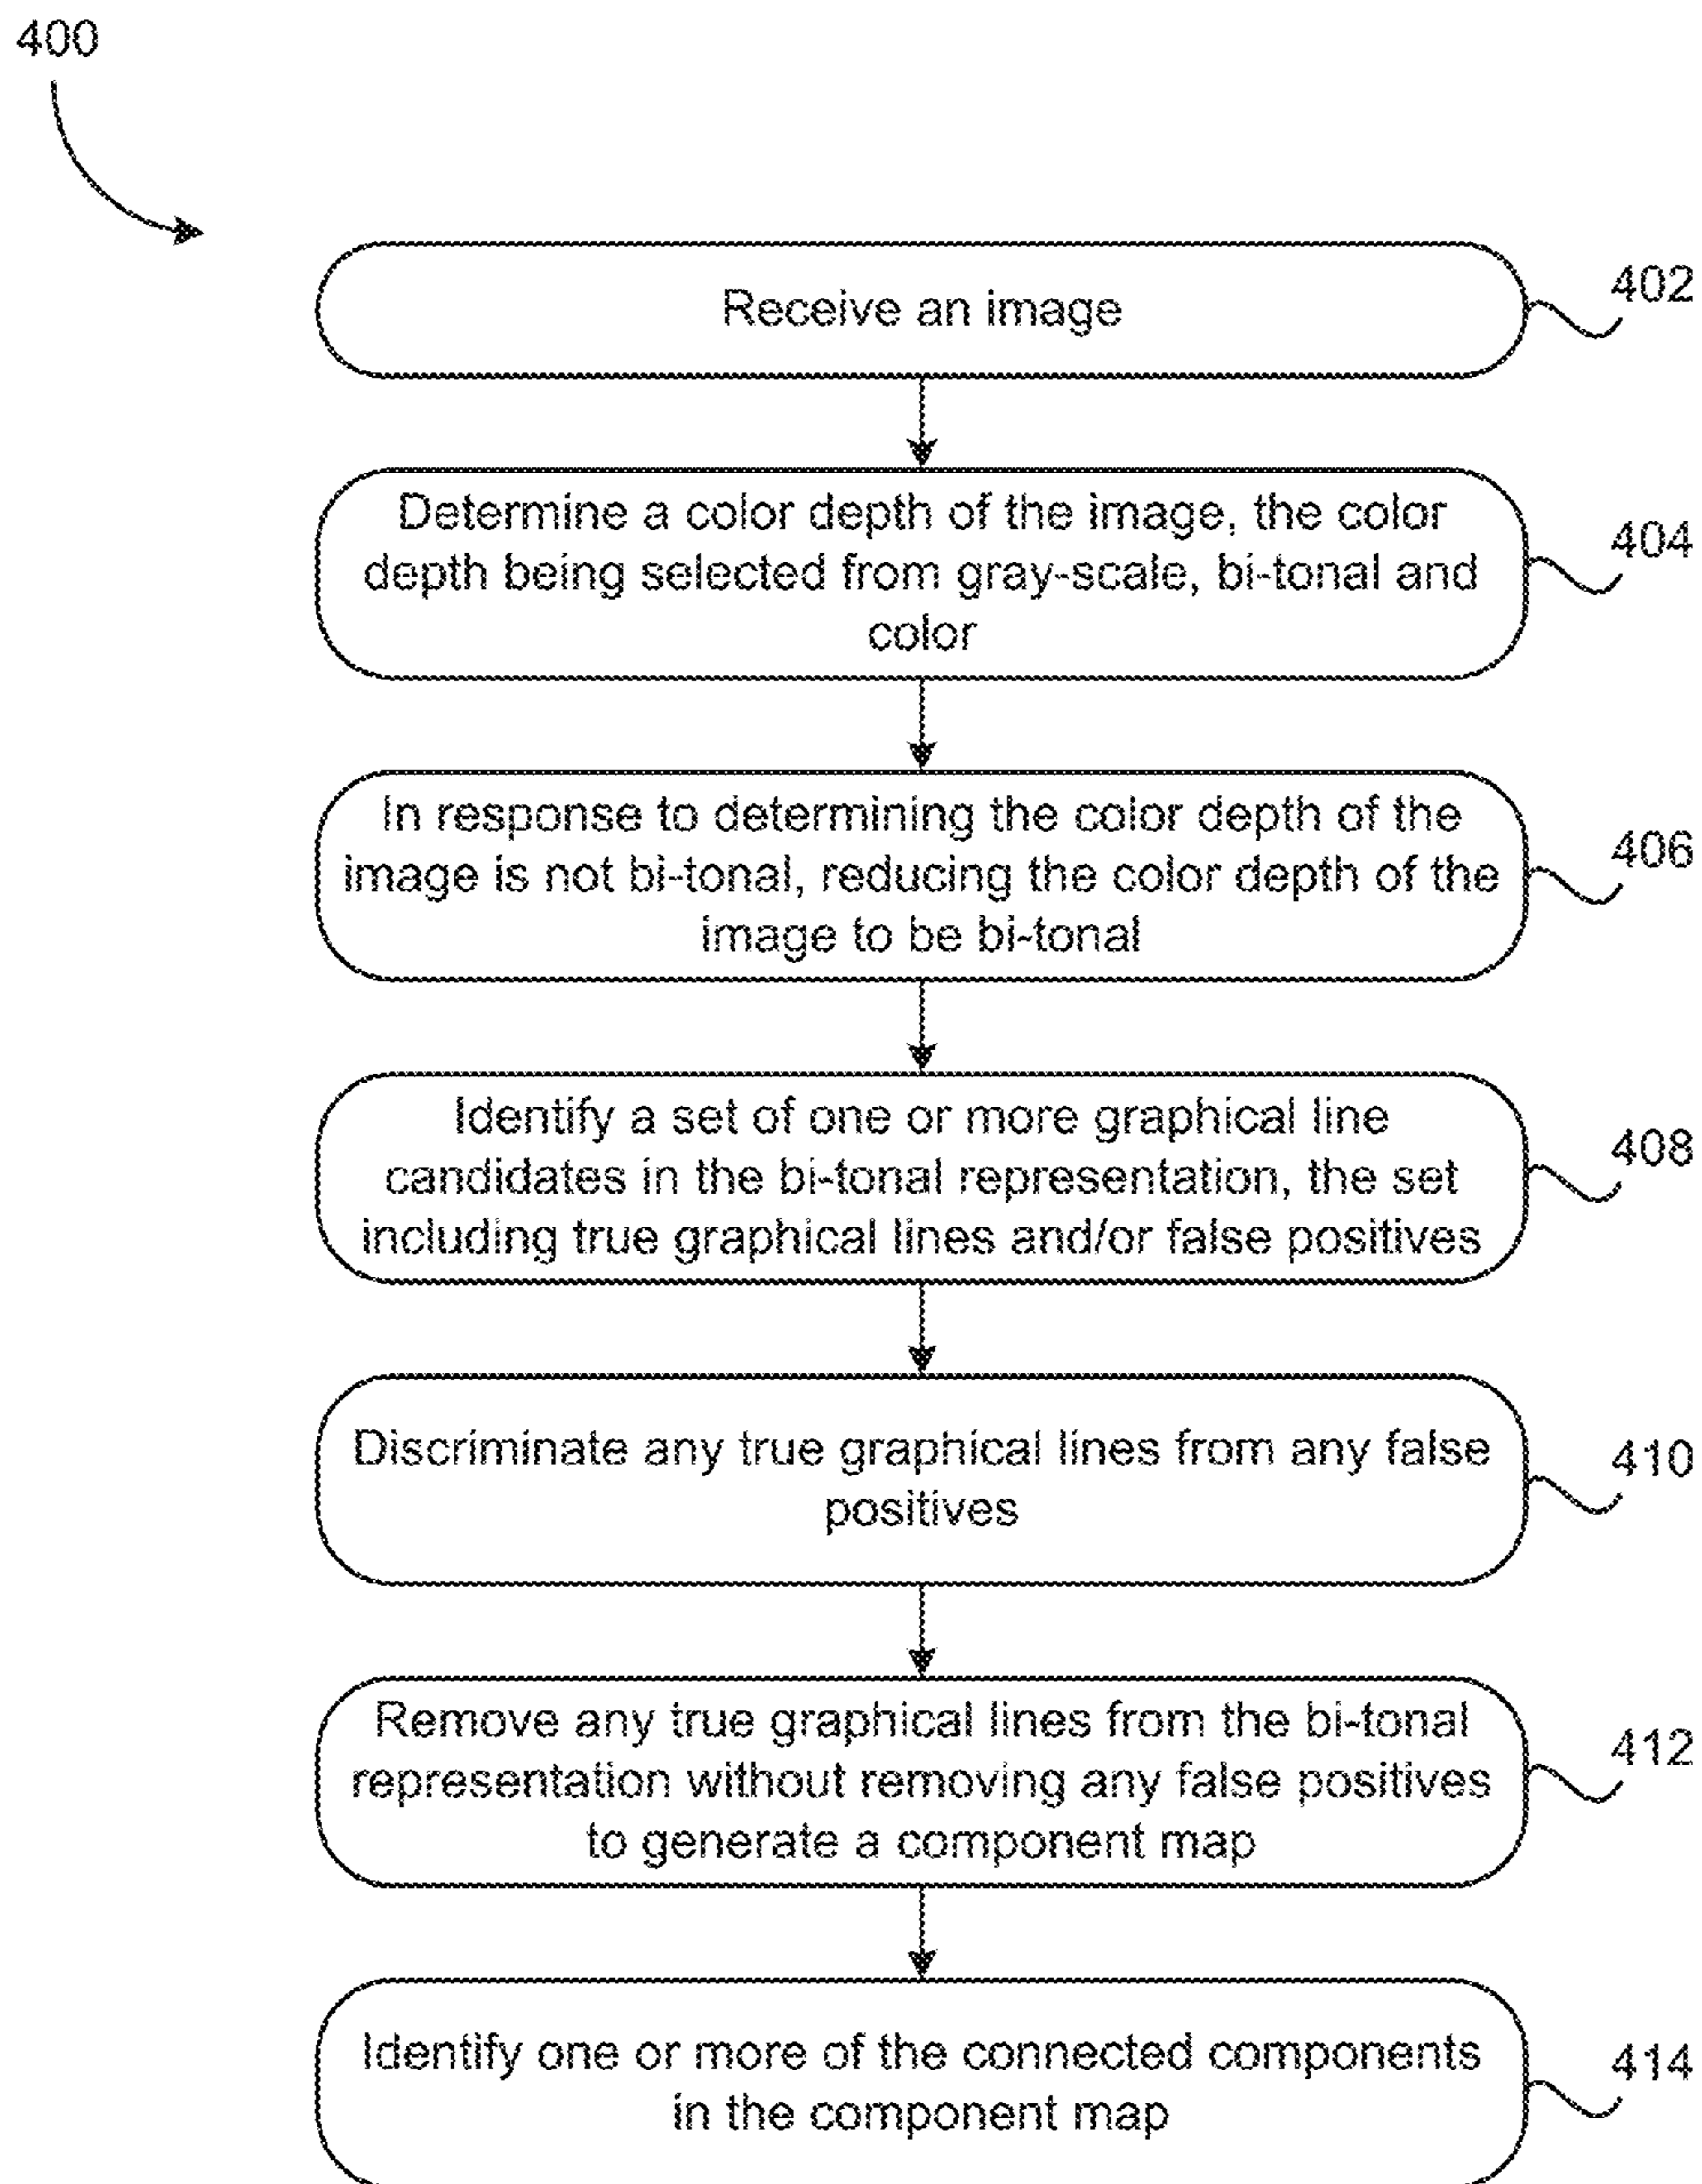 400
Receive an image
402
Determine a color depth of the image, the color
depth being selected from gray-scale, bi-tonal and
color
404
In response to determining the color depth of the
image is not bi-tonal, reducing the color depth of the
image to be bi-tonal
406
Identify a set of one or more graphical line
candidates in the bi-tonal representation, the set
including true graphical lines and/or false positives
408
Discriminate any true graphical lines from any false
positives
410
Remove any true graphical lines from the bi-tonal
representation without removing any false positives
to generate a component map
412
Identify one or more of the connected components
in the component map
414